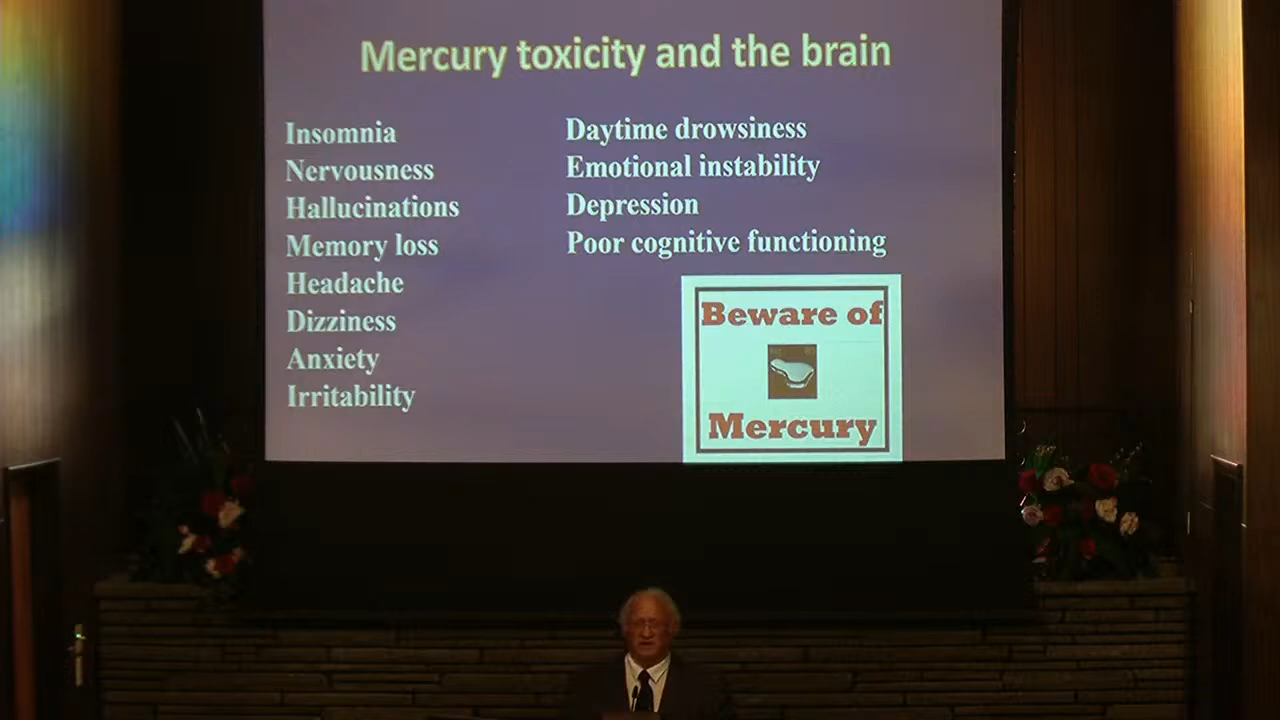 Mercury toxicity and the brain
Insomnia
Nervousness
Hallucinations
Memory loss
Headache
Dizziness
Anxiety
Irritability
Daytime drowsiness
Emotional instability
Depression
Poor cognitive functioning
Beware of
Mercury